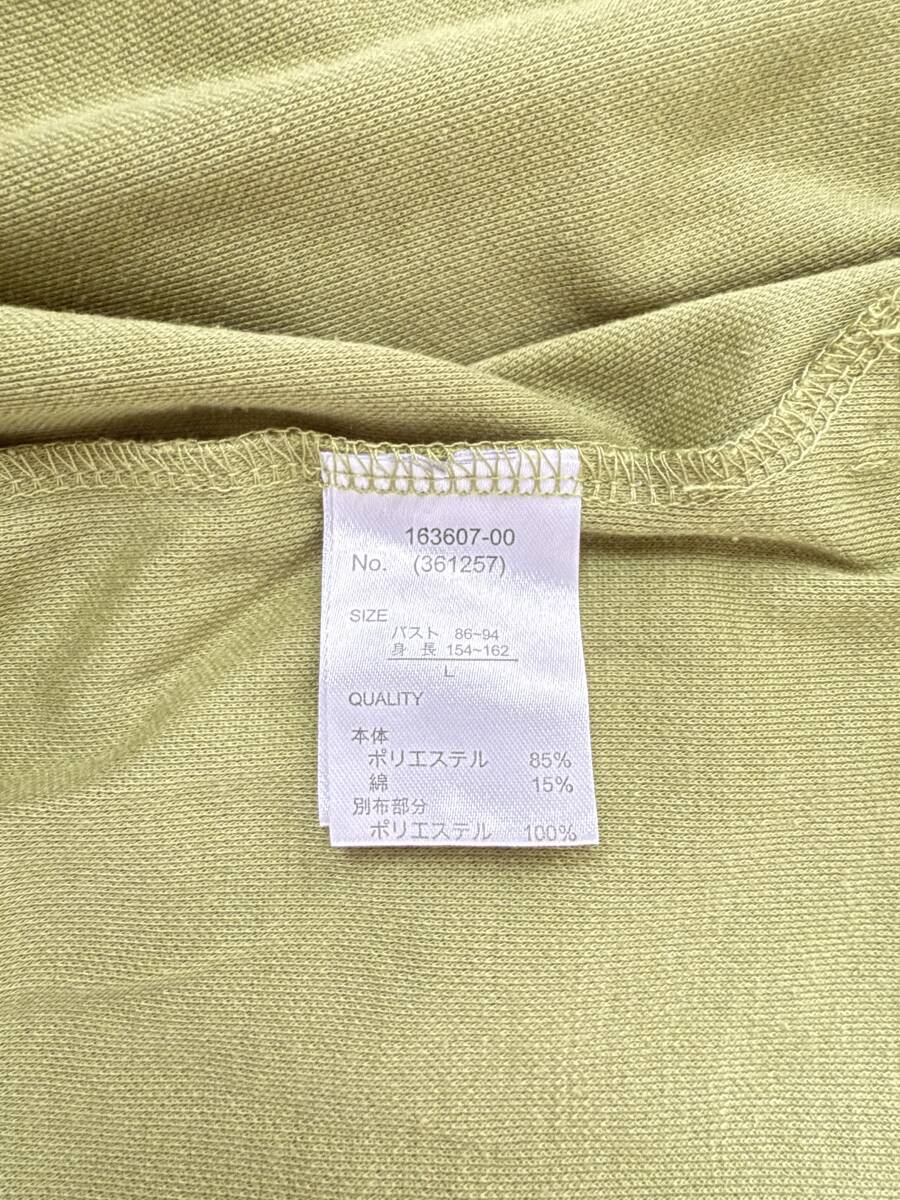 163607-00
No. (361257)
SIZE
バスト 86~94
身 長 154~162
L
QUALITY
本体
ポリエステル 85%
綿 15%
別布部分
ポリエステル 100%